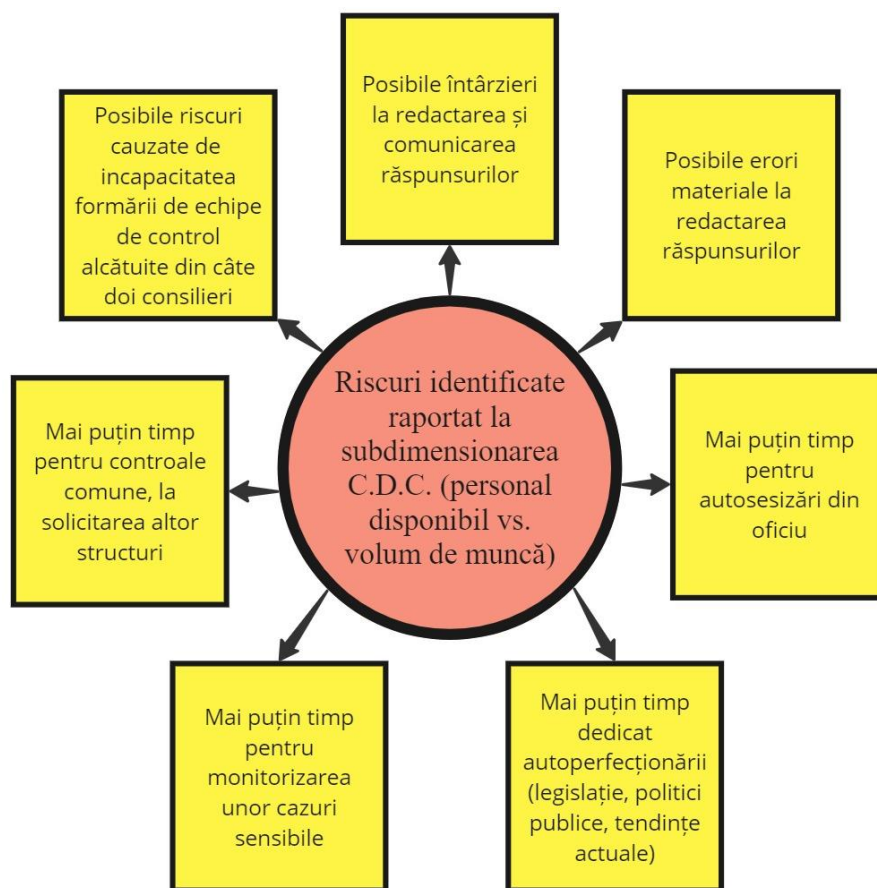 Posibile întârzieri
la redactarea și
comunicarea
răspunsurilor
Posibile riscuri
cauzate de
incapacitatea
formării de echipe
de control
alcătuite din câte
doi consilieri
Posibile erori
materiale la
redactarea
răspunsurilor
Riscuri identificate
raportat la
subdimensionarea
C.D.C. (personal
disponibil vs.
volum de muncă)
Mai puțin timp
pentru controale
comune, la
solicitarea altor
structuri
Mai puțin timp
pentru
autosesizări din
oficiu
Mai puțin timp
pentru
monitorizarea
unor cazuri
sensibile
Mai puțin timp
dedicat
autoperfecționării
(legislație, politici
publice, tendințe
actuale)